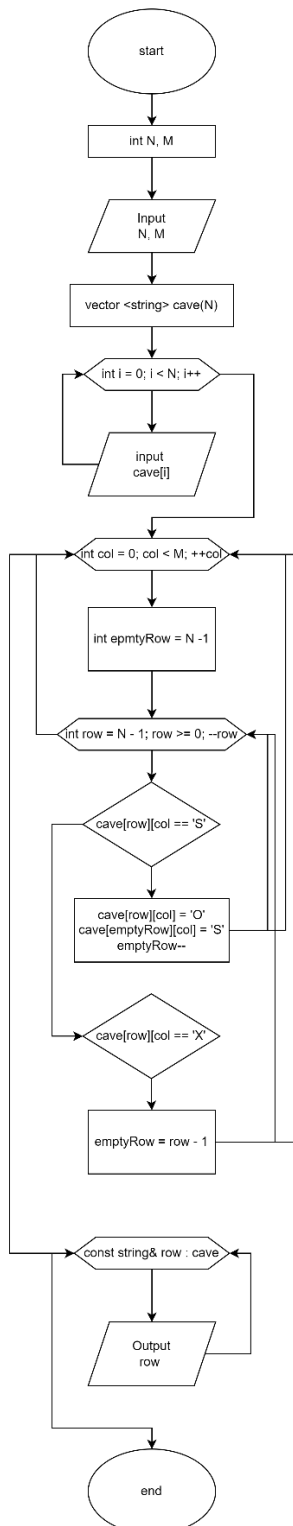 start
int N, M
Input
N, M
vector <string> cave(N)
int i = 0; i < N; i++
input
cave[i]
int col = 0; col < M; ++col
int epmtyRow = N -1
int row = N - 1; row >= 0; --row
cave[row][col == 'S'
cave[row][col] = 'O'
cave[emptyRow][col] = 'S'
emptyRow--
cave[row][col == 'X'
emptyRow = row - 1
const string& row : cave
Output
row
end